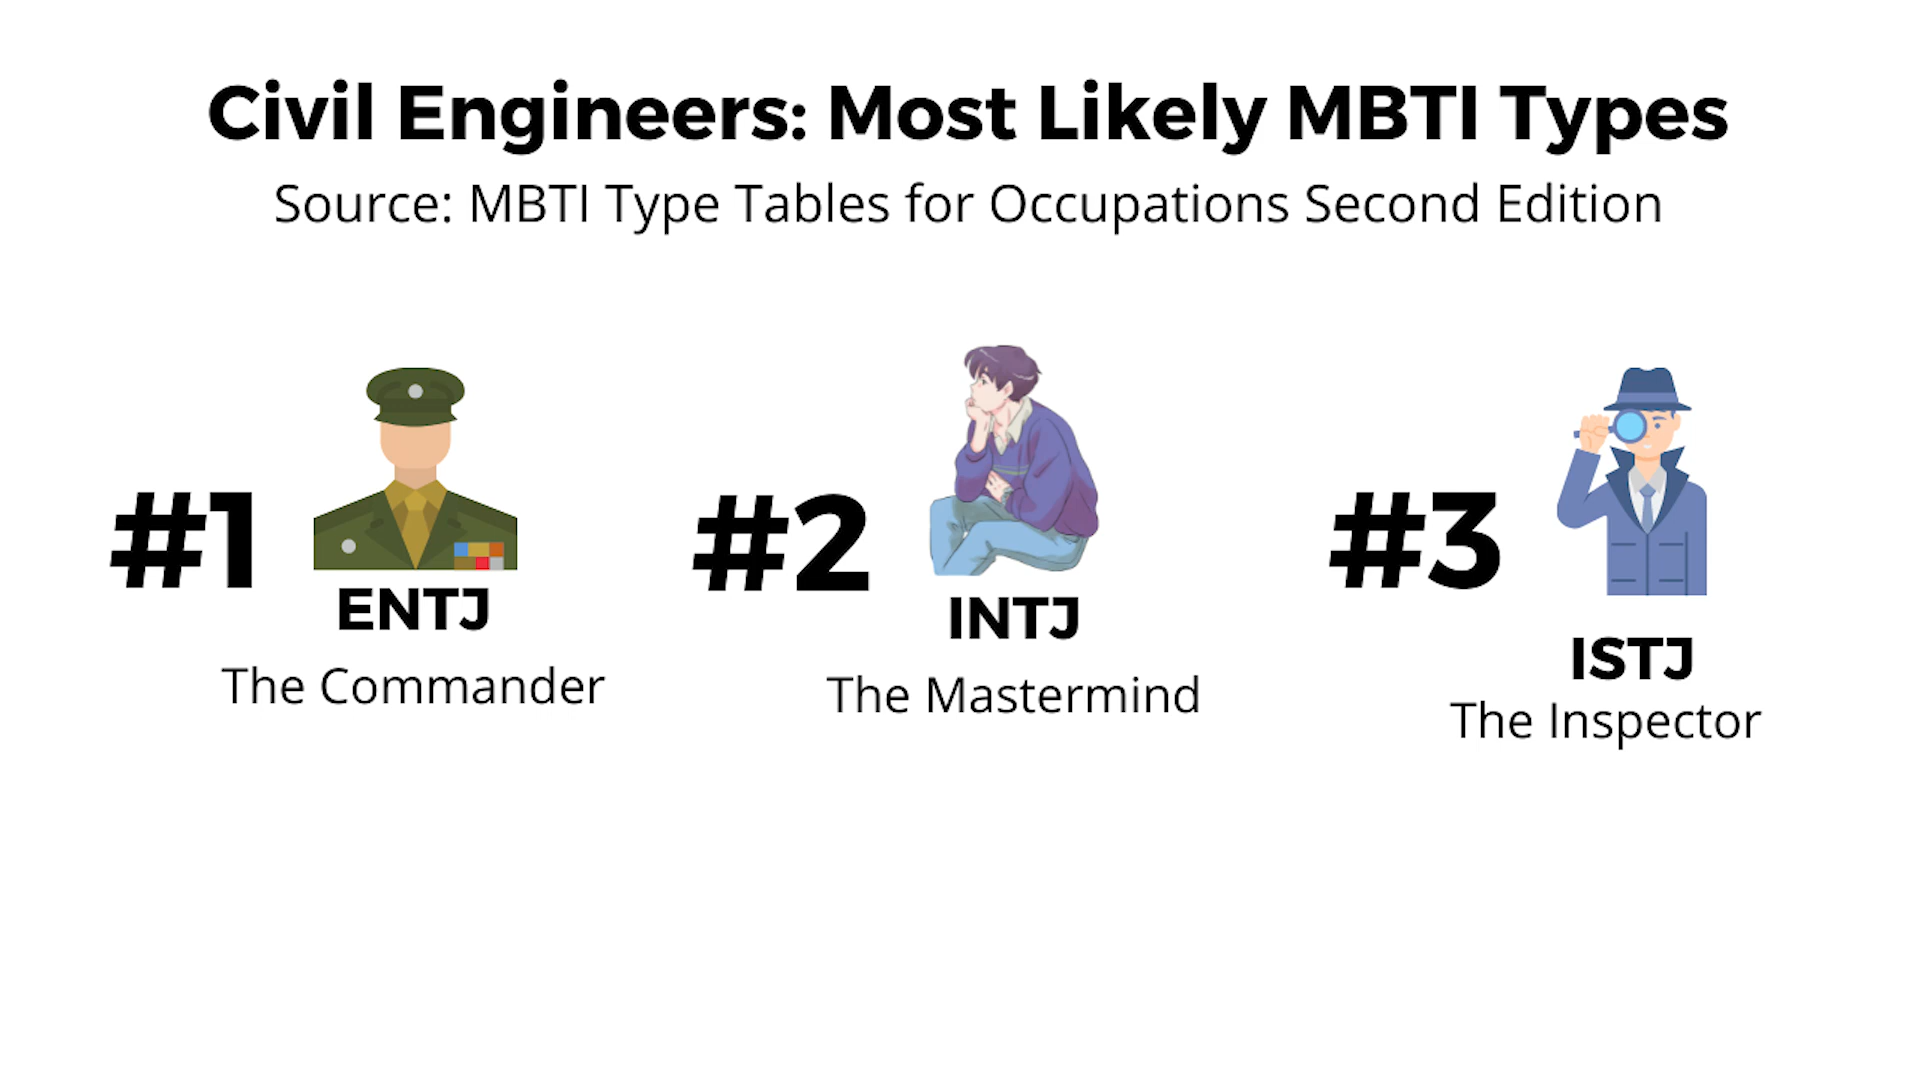 Civil Engineers: Most Likely MBTI Types
Source: MBTI Type Tables for Occupations Second Edition
#1
ENTJ
The Commander
#2
INTJ
The Mastermind
#3
ISTJ
The Inspector